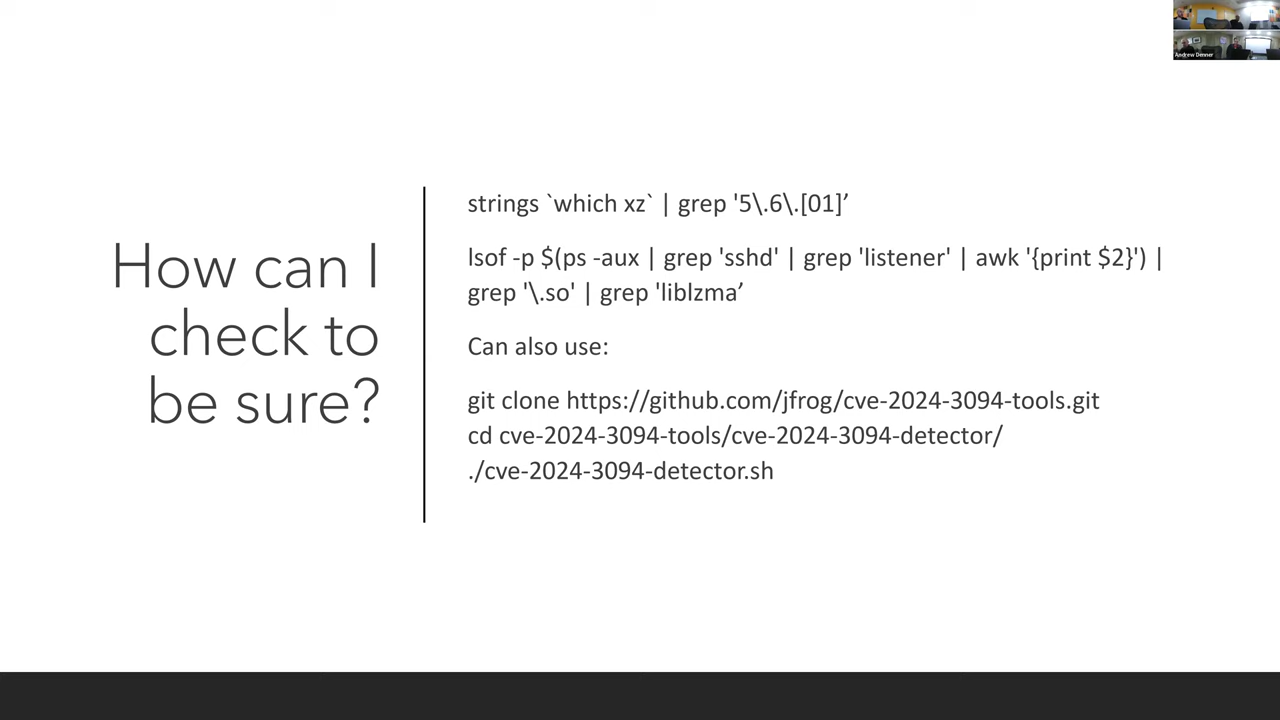 Andrew Denner
How can I
check to
be sure?
strings `which xz` | grep '5\.6\.[01]’
lsof -p $(ps -aux | grep 'sshd' | grep 'listener' | awk '{print $2}') |
grep '\.so' | grep 'liblzma’
Can also use:
git clone https://github.com/jfrog/cve-2024-3094-tools.git
cd cve-2024-3094-tools/cve-2024-3094-detector/
./cve-2024-3094-detector.sh